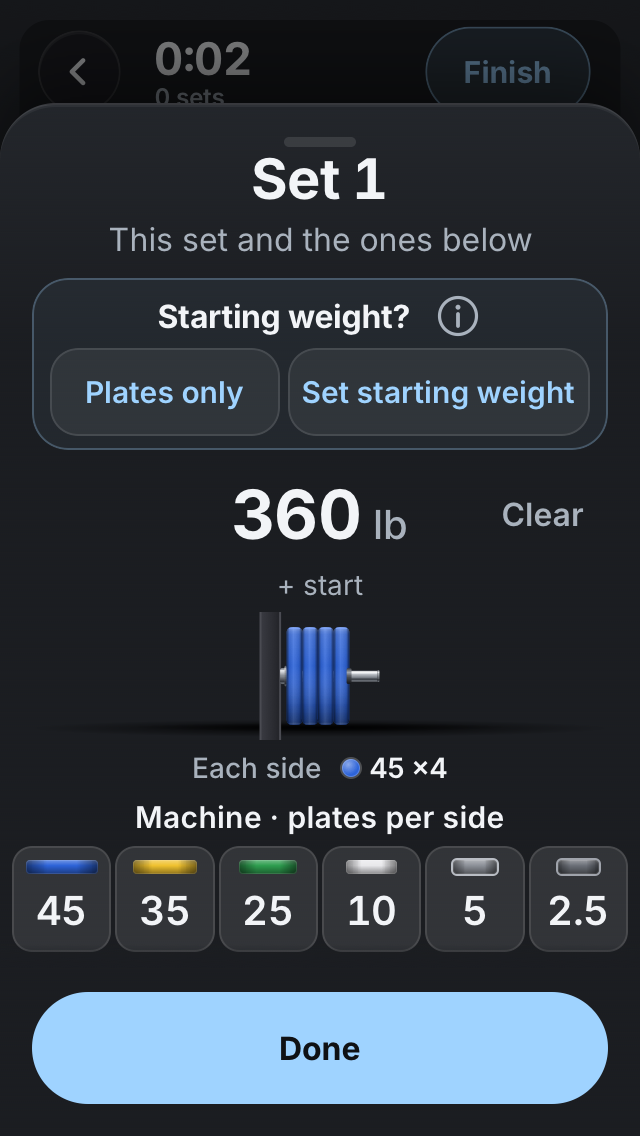 0:02
Finish
0 sets
Set 1
This set and the ones below
Starting weight?
Plates only
Set starting weight
360 lb
Clear
+ start
Each side 45 ×4
Machine · plates per side
45 35 25 10 5 2.5
Done